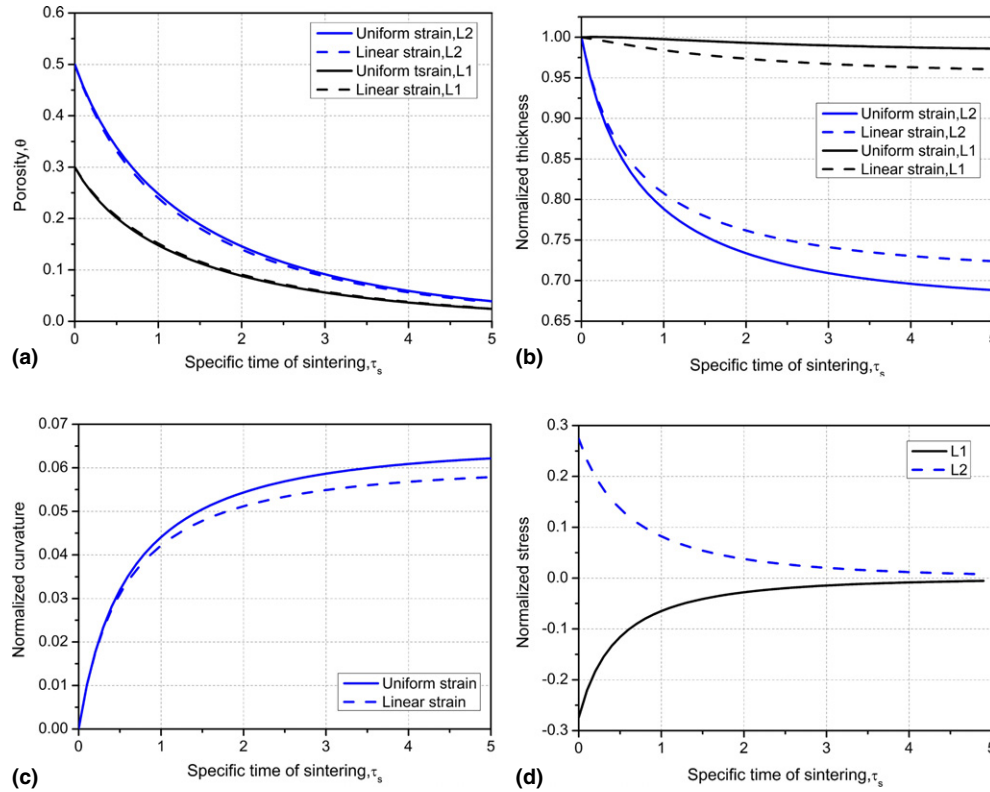 0.6
0.5
0.4
0.3
0.2
0.1
0.0
Porosity,θ
Uniform strain,L2
Linear strain,L2
Uniform tsrain,L1
Linear strain,L1
0 1 2 3 4 5
Specific time of sintering,τs
(a)
1.00
0.95
0.90
0.85
0.80
0.75
0.70
0.65
Normalized thickness
Uniform strain,L2
Linear strain,L2
Uniform strain,L1
Linear strain,L1
0 1 2 3 4 5
Specific time of sintering,τs
(b)
0.07
0.06
0.05
0.04
0.03
0.02
0.01
0.00
Normalized curvature
Uniform strain
Linear strain
0 1 2 3 4 5
Specific time of sintering,τs
(c)
0.3
0.2
0.1
0.0
-0.1
-0.2
-0.3
Normalized stress
L1
L2
0 1 2 3 4 5
Specific time of sintering,τs
(d)